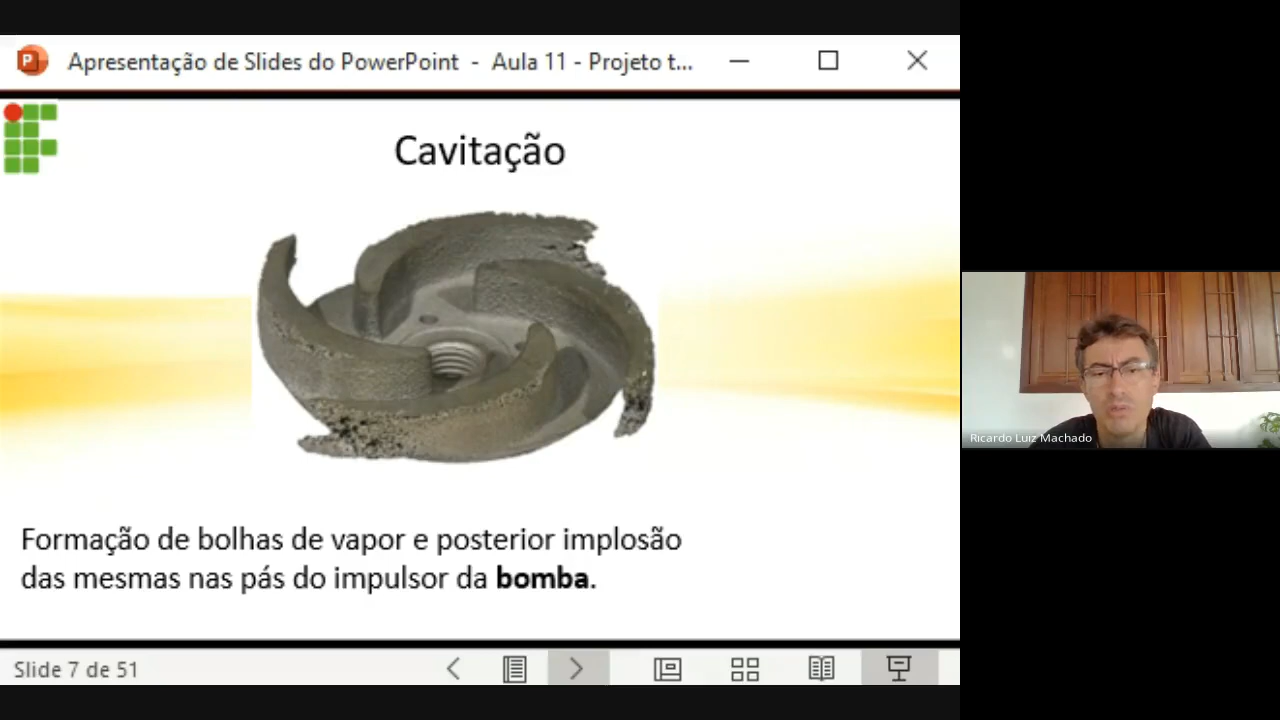 Apresentação de Slides do PowerPoint - Aula 11 - Projeto t...
Cavitação
Formação de bolhas de vapor e posterior implosão
das mesmas nas pás do impulsor da bomba.
Slide 7 de 51
Ricardo Luiz Machado